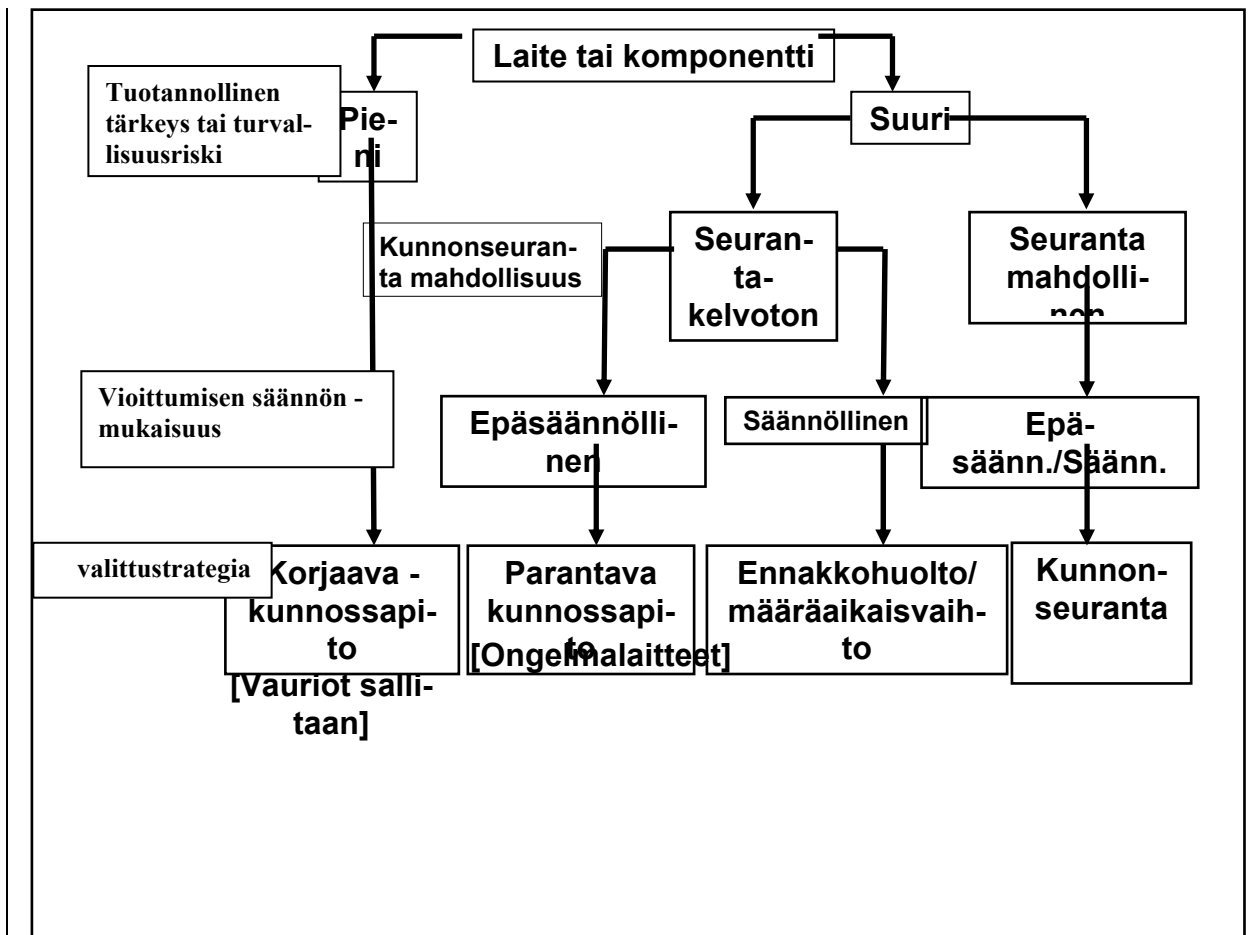 Laite tai komponentti
Tuotannollinen
tärkeys tai turval-
lisuusriski
Pie-
ni
Suuri
Kunnonseuran-
ta mahdollisuus
Seuran-
ta-
kelvoton
Seuranta
mahdolli-
nen
Vioittumisen säännön -
mukaisuus
Epäsäännölli-
nen
Säännöllinen
Epä-
säänn./Säänn.
valittustrategia
Korjaava -
kunnossapi-
to
[Vauriot salli-
taan]
Parantava
kunnossapi-
to
[Ongelmalaitteet]
Ennakkohuolto/
määräaikaisvaih-
to
Kunnon-
seuranta